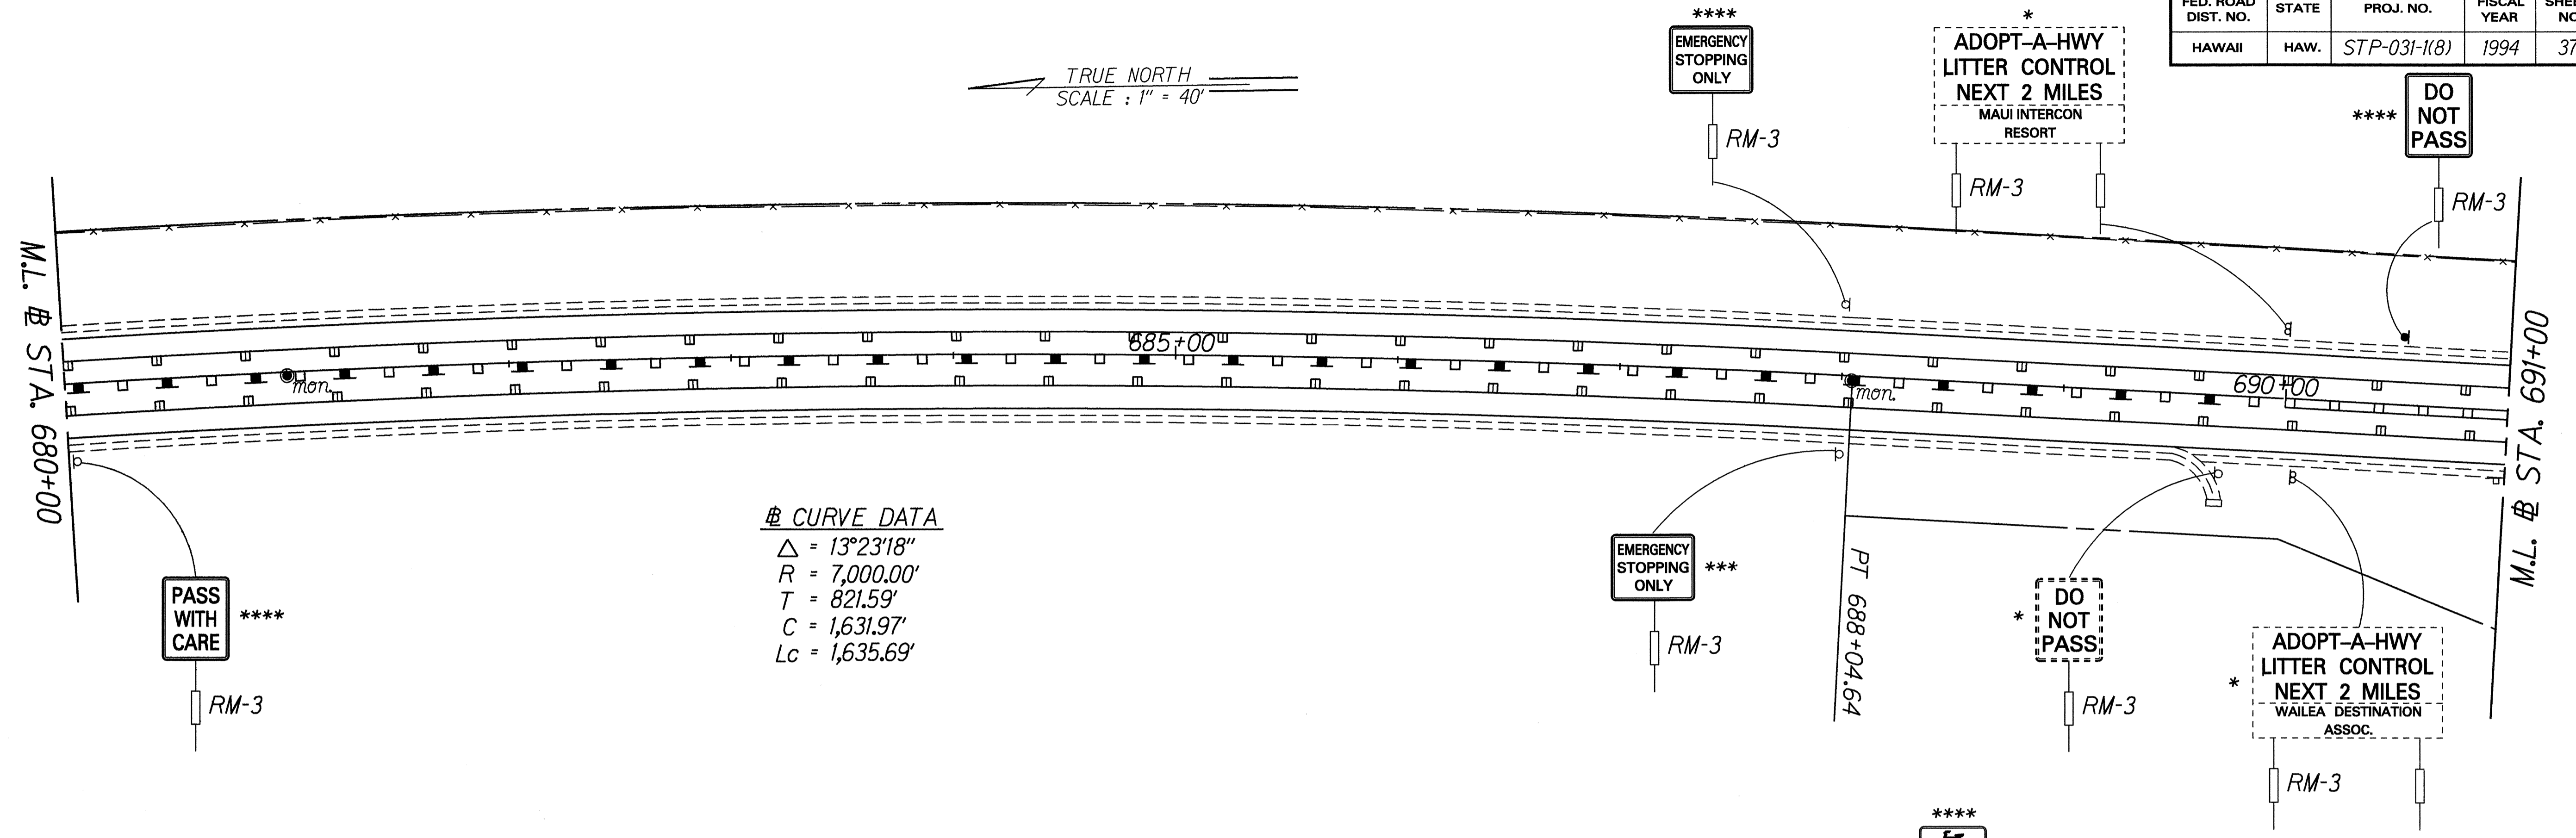 FED. ROAD DIST. NO.
STATE
PROJ. NO.
FISCAL YEAR
HAWAII
HAW.
STP-031-1(8)
1994
TRUE NORTH
SCALE : 1" = 40'
****
EMERGENCY
STOPPING
ONLY
RM-3
*
ADOPT-A-HWY
LITTER CONTROL
NEXT 2 MILES
MAUI INTERCON
RESORT
RM-3
****
DO
NOT
PASS
RM-3
M.L. ℄ STA. 680+00
mon.
685+00
mon.
690+00
M.L. ℄ STA. 691+00
PASS
WITH
CARE
****
RM-3
℄ CURVE DATA
△ = 13°23'18"
R = 7,000.00'
T = 821.59'
C = 1,631.97'
Lc = 1,635.69'
EMERGENCY
STOPPING
ONLY
***
RM-3
PT 688+04.64
*
DO
NOT
PASS
RM-3
*
ADOPT-A-HWY
LITTER CONTROL
NEXT 2 MILES
WAILEA DESTINATION
ASSOC.
RM-3
****